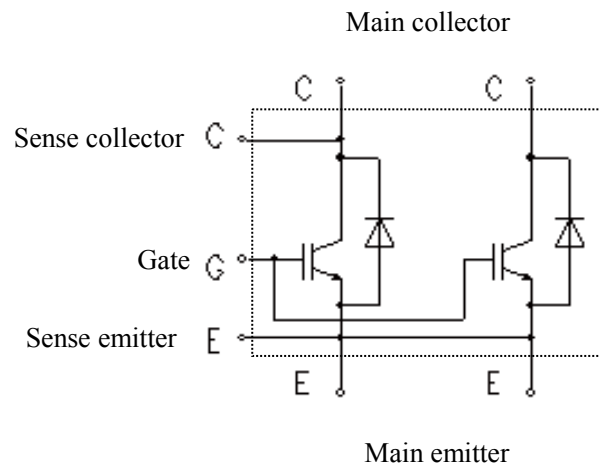 Main collector
C C
Sense collector C
Gate G
Sense emitter E
E E
Main emitter